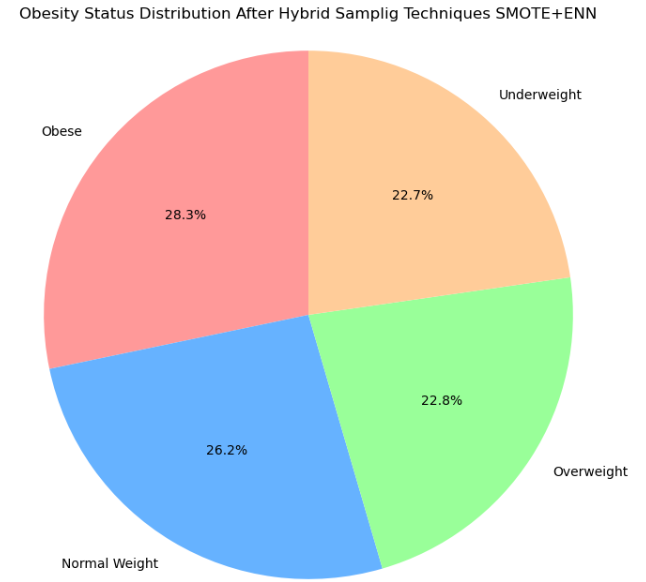 Obesity Status Distribution After Hybrid Samplig Techniques SMOTE+ENN
Underweight
Obese
22.7%
28.3%
22.8%
26.2%
Overweight
Normal Weight